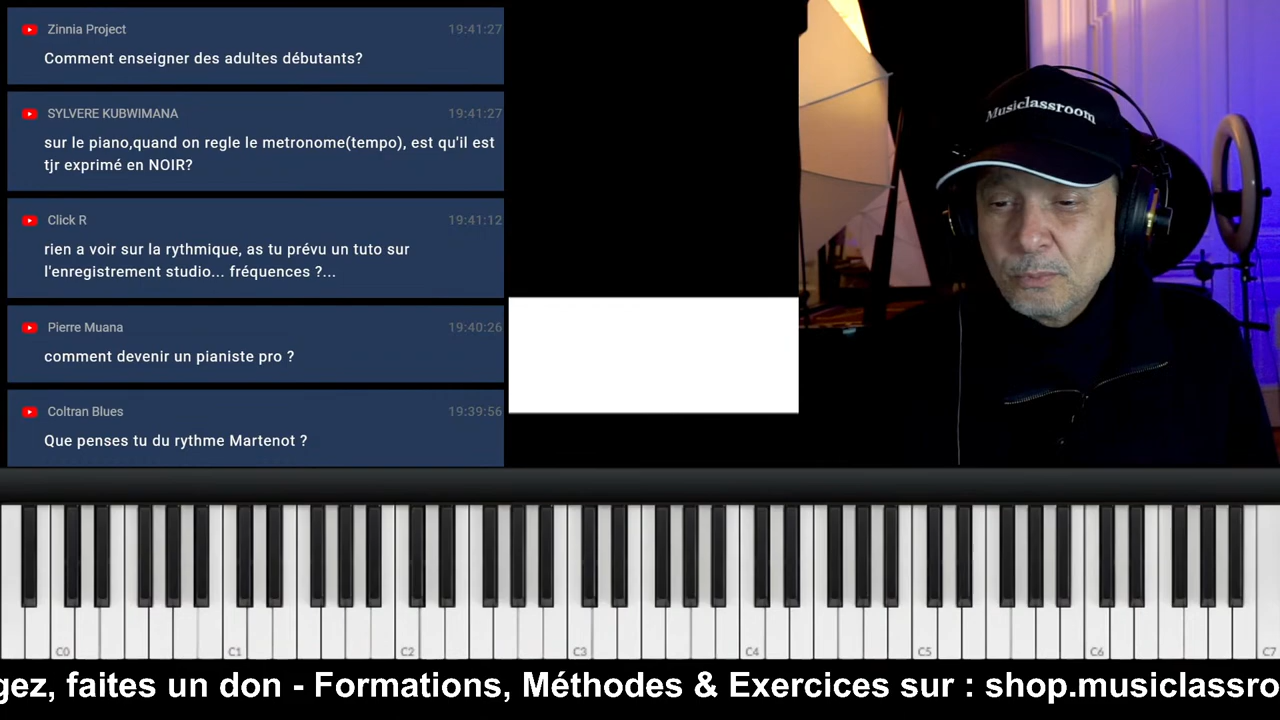 Zinnia Project 19:41:27
Comment enseigner des adultes débutants?
SYLVERE KUBWIMANA 19:41:27
sur le piano,quand on regle le metronome(tempo), est qu'il est
tjr exprimé en NOIR?
Click R 19:41:12
rien a voir sur la rythmique, as tu prévu un tuto sur
l'enregistrement studio... fréquences ?...
Pierre Muana 19:40:26
comment devenir un pianiste pro ?
Coltran Blues 19:39:56
Que penses tu du rythme Martenot ?
Musiclassroom
C0 C1 C2 C3 C4 C5 C6 C7
gez, faites un don - Formations, Méthodes & Exercices sur : shop.musiclassro